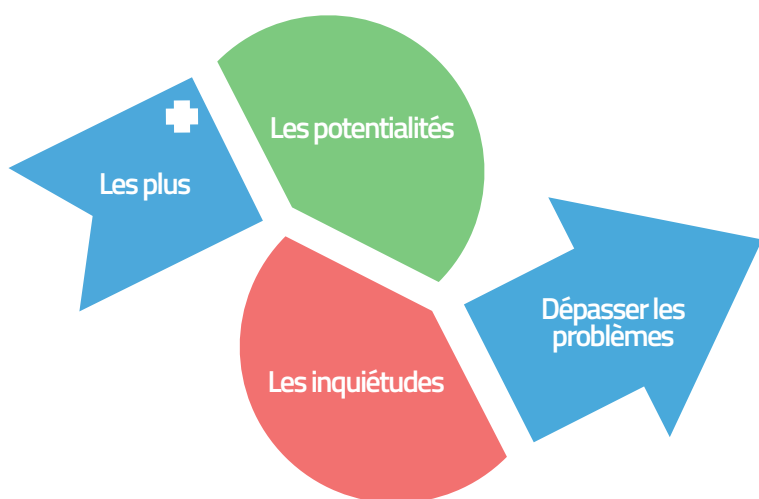 Les potentialités
Les plus
Dépasser les
problèmes
Les inquiétudes